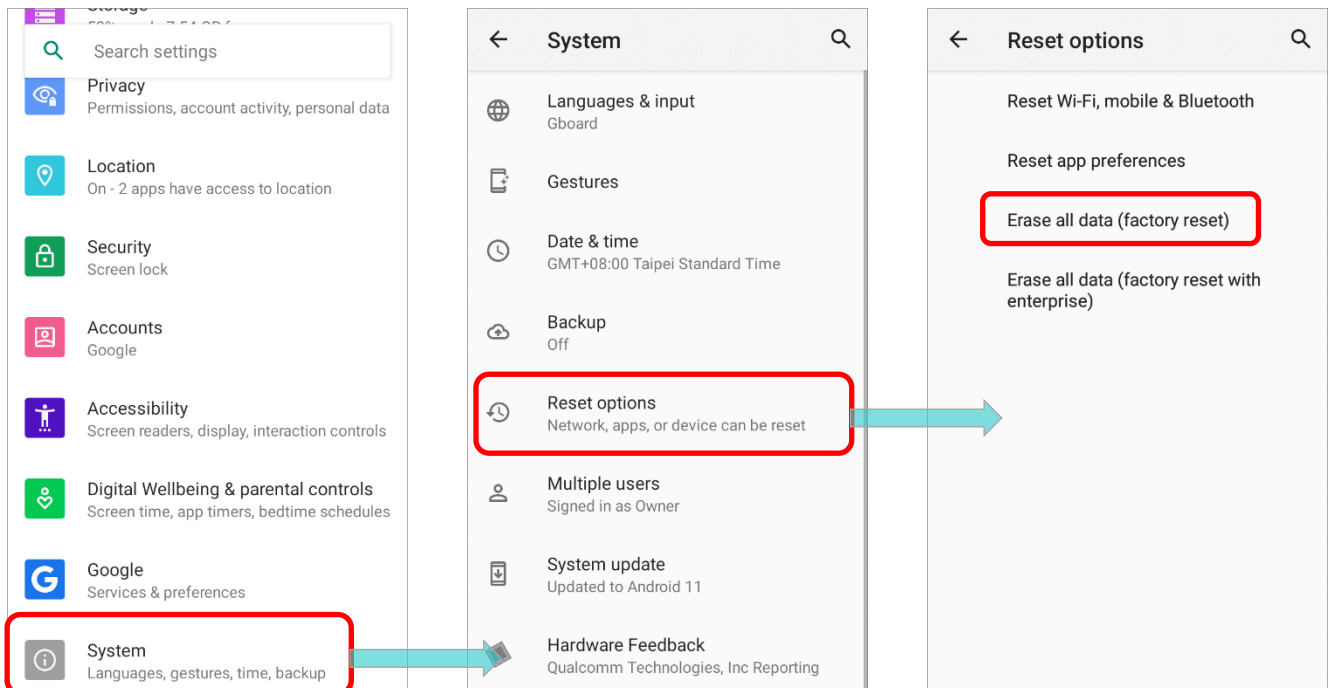 Search settings
Privacy
Permissions, account activity, personal data
Location
On - 2 apps have access to location
Security
Screen lock
Accounts
Google
Accessibility
Screen readers, display, interaction controls
Digital Wellbeing & parental controls
Screen time, app timers, bedtime schedules
Google
Services & preferences
System
Languages, gestures, time, backup
System
Languages & input
Gboard
Gestures
Date & time
GMT+08:00 Taipei Standard Time
Backup
Off
Reset options
Network, apps, or device can be reset
Multiple users
Signed in as Owner
System update
Updated to Android 11
Hardware Feedback
Qualcomm Technologies, Inc Reporting
Reset options
Reset Wi-Fi, mobile & Bluetooth
Reset app preferences
Erase all data (factory reset)
Erase all data (factory reset with
enterprise)